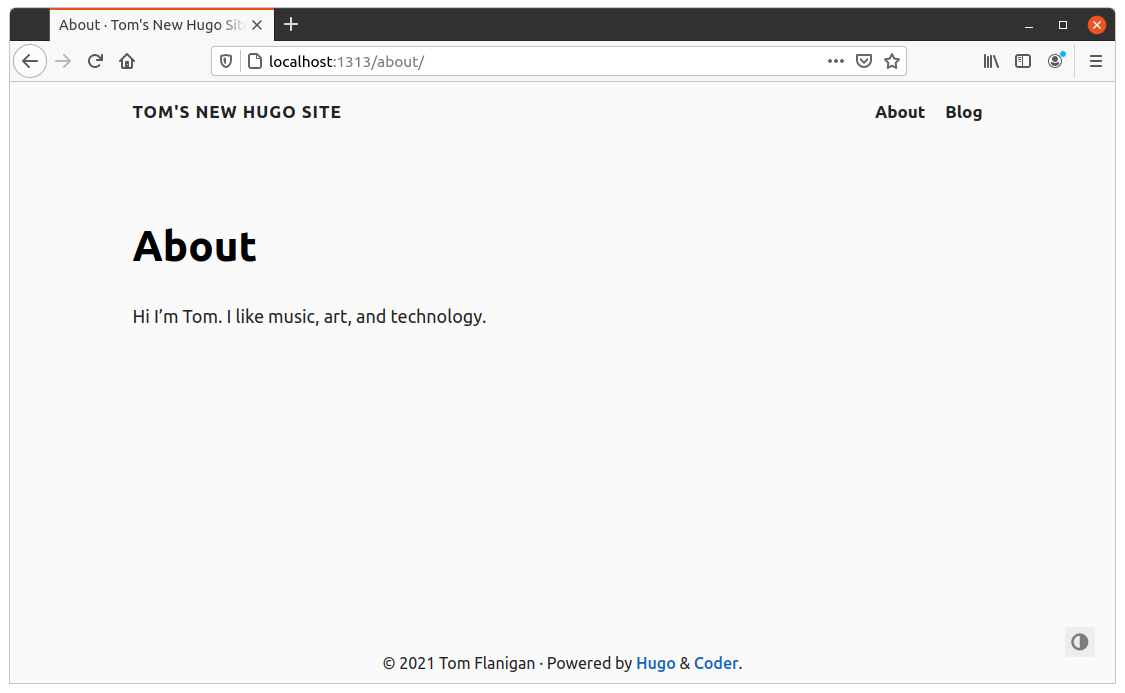 About · Tom's New Hugo Sit
localhost:1313/about/
TOM'S NEW HUGO SITE
About Blog
About
Hi I’m Tom. I like music, art, and technology.
© 2021 Tom Flanigan · Powered by Hugo & Coder.